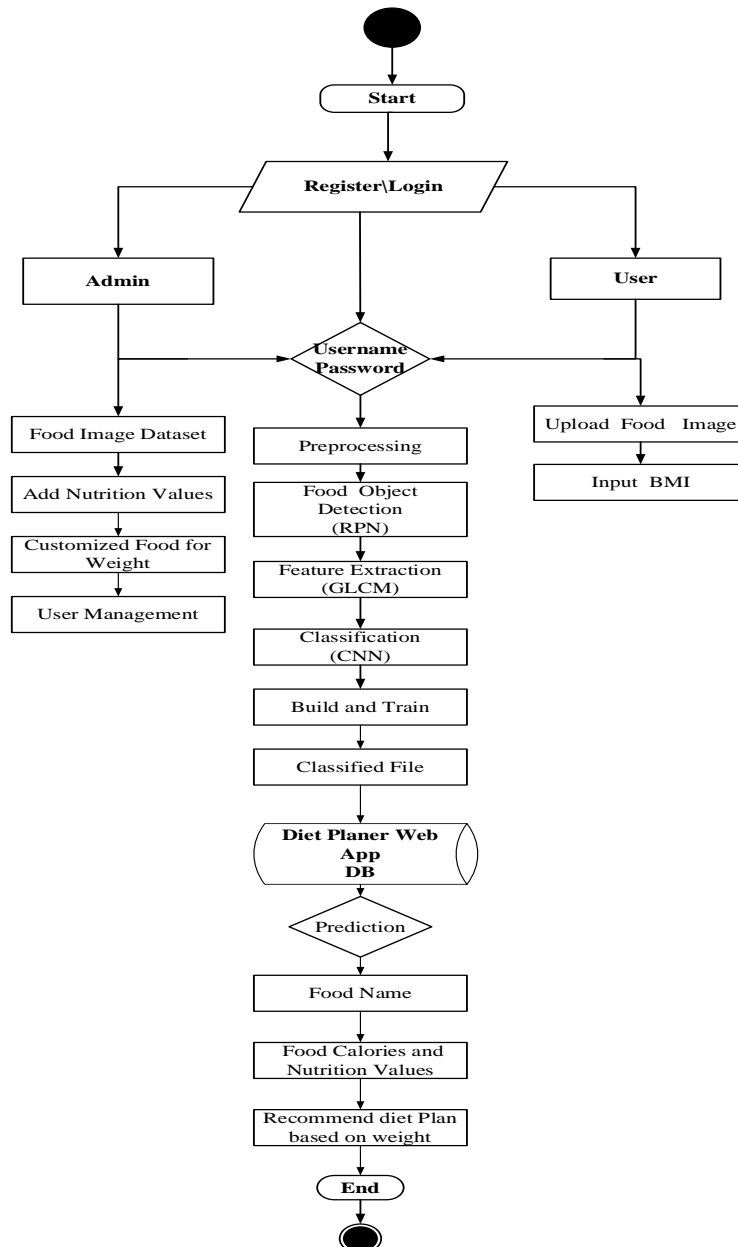 Start
Register\Login
Admin
User
Username
Password
Food Image Dataset
Add Nutrition Values
Customized Food for
Weight
User Management
Preprocessing
Food Object
Detection
(RPN)
Feature Extraction
(GLCM)
Classification
(CNN)
Build and Train
Classified File
Diet Planer Web
App
DB
Prediction
Food Name
Food Calories and
Nutrition Values
Recommend diet Plan
based on weight
End
Upload Food Image
Input BMI